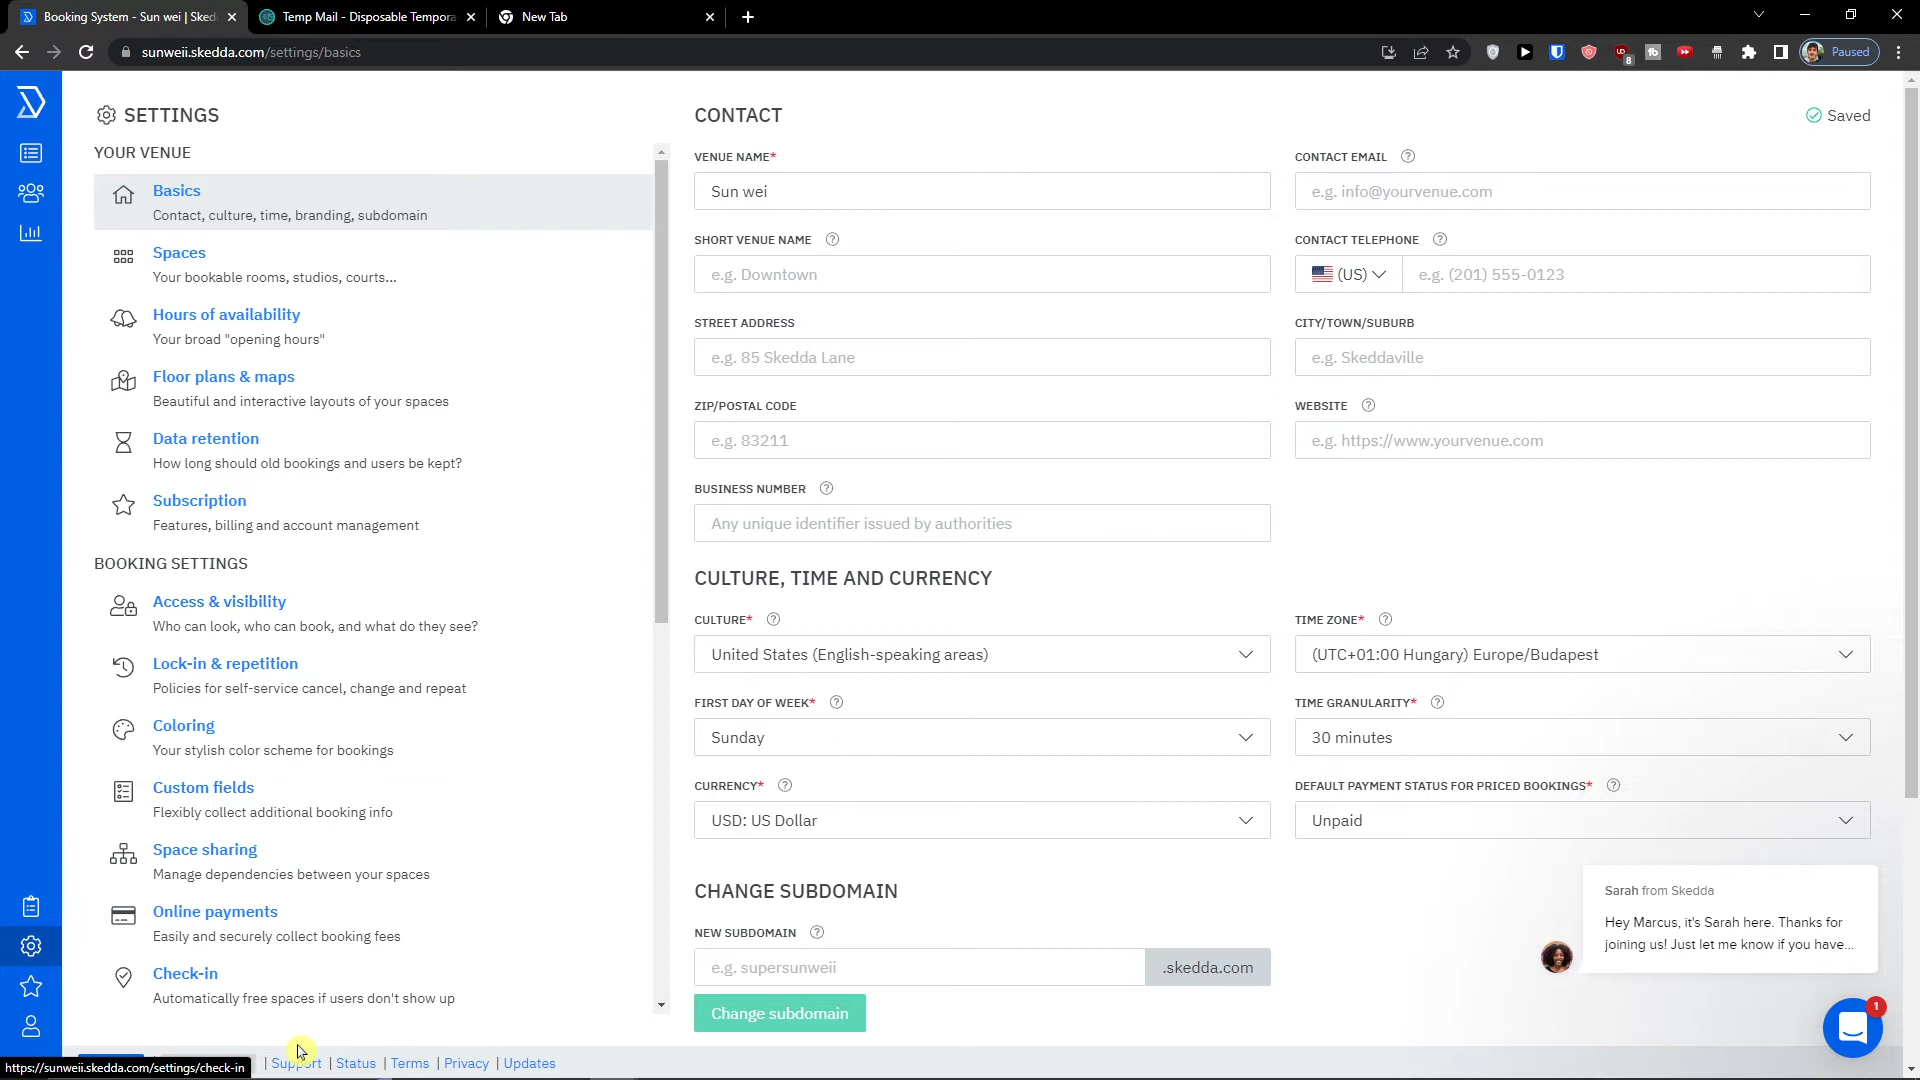 Booking System - Sun wei | Sked
Temp Mail - Disposable Tempora
New Tab
sunweii.skedda.com/settings/basics
8
Paused
SETTINGS
YOUR VENUE
Basics
Contact, culture, time, branding, subdomain
Spaces
Your bookable rooms, studios, courts...
Hours of availability
Your broad "opening hours"
Floor plans & maps
Beautiful and interactive layouts of your spaces
Data retention
How long should old bookings and users be kept?
Subscription
Features, billing and account management
BOOKING SETTINGS
Access & visibility
Who can look, who can book, and what do they see?
Lock-in & repetition
Policies for self-service cancel, change and repeat
Coloring
Your stylish color scheme for bookings
Custom fields
Flexibly collect additional booking info
Space sharing
Manage dependencies between your spaces
Online payments
Easily and securely collect booking fees
Check-in
Automatically free spaces if users don't show up
CONTACT
Saved
VENUE NAME*
Sun wei
CONTACT EMAIL
e.g. info@yourvenue.com
SHORT VENUE NAME
e.g. Downtown
CONTACT TELEPHONE
(US)
e.g. (201) 555-0123
STREET ADDRESS
e.g. 85 Skedda Lane
CITY/TOWN/SUBURB
e.g. Skeddaville
ZIP/POSTAL CODE
e.g. 83211
WEBSITE
e.g. https://www.yourvenue.com
BUSINESS NUMBER
Any unique identifier issued by authorities
CULTURE, TIME AND CURRENCY
CULTURE*
United States (English-speaking areas)
TIME ZONE*
(UTC+01:00 Hungary) Europe/Budapest
FIRST DAY OF WEEK*
Sunday
TIME GRANULARITY*
30 minutes
CURRENCY*
USD: US Dollar
DEFAULT PAYMENT STATUS FOR PRICED BOOKINGS*
Unpaid
CHANGE SUBDOMAIN
NEW SUBDOMAIN
e.g. supersunweii
.skedda.com
Change subdomain
Sarah from Skedda
Hey Marcus, it's Sarah here. Thanks for
joining us! Just let me know if you have...
1
https://sunweii.skedda.com/settings/check-in
| Support | Status | Terms | Privacy | Updates